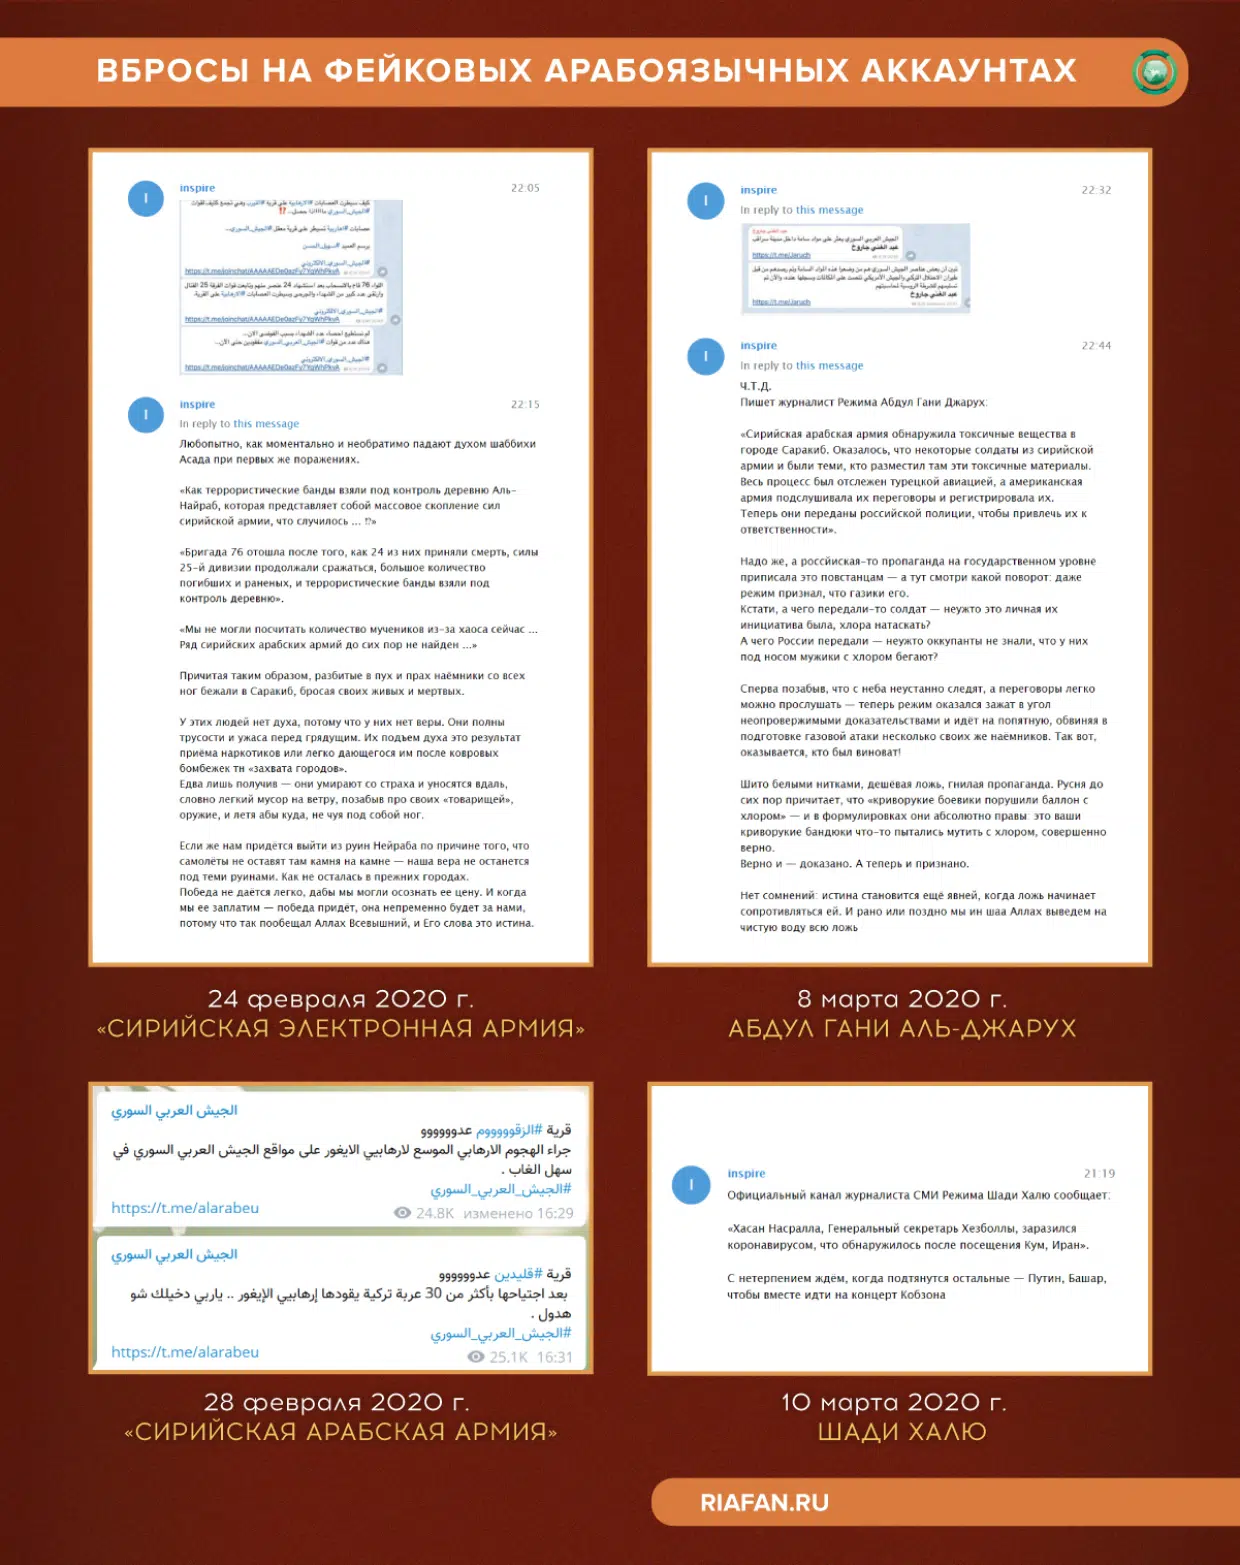 ВБРОСЫ НА ФЕЙКОВЫХ АРАБОЯЗЫЧНЫХ АККАУНТАХ
inspire 22:05
#الجيش_السوري_الالكتروني
https://t.me/joinchat/AAAAAEDe0azFy7YgWhPkvA
#الجيش_السوري_الالكتروني
https://t.me/joinchat/AAAAAEDe0azFy7YgWhPkvA
#الجيش_السوري_الالكتروني
https://t.me/joinchat/AAAAAEDe0azFy7YgWhPkvA
inspire 22:15
In reply to this message
Любопытно, как моментально и необратимо падают духом шаббихи
Асада при первых же поражениях.
«Как террористические банды взяли под контроль деревню Аль-
Найраб, которая представляет собой массовое скопление сил
сирийской армии, что случилось ... ⁉»
«Бригада 76 отошла после того, как 24 из них приняли смерть, силы
25-й дивизии продолжали сражаться, большое количество
погибших и раненых, и террористические банды взяли под
контроль деревню».
«Мы не могли посчитать количество мучеников из-за хаоса сейчас ...
Ряд сирийских арабских армий до сих пор не найден ...»
Причитая таким образом, разбитые в пух и прах наёмники со всех
ног бежали в Саракиб, бросая своих живых и мертвых.
У этих людей нет духа, потому что у них нет веры. Они полны
трусости и ужаса перед грядущим. Их подъем духа это результат
приёма наркотиков или легко дающегося им после ковровых
бомбежек тн «захвата городов».
Едва лишь получив — они умирают со страха и уносятся вдаль,
словно легкий мусор на ветру, позабыв про своих «товарищей»,
оружие, и летя абы куда, не чуя под собой ног.
Если же нам придётся выйти из руин Нейраба по причине того, что
самолёты не оставят там камня на камне — наша вера не останется
под теми руинами. Как не осталась в прежних городах.
Победа не даётся легко, дабы мы могли осознать ее цену. И когда
мы ее заплатим — победа придёт, она непременно будет за нами,
потому что так пообещал Аллах Всевышний, и Его слова это истина.
24 февраля 2020 г.
«СИРИЙСКАЯ ЭЛЕКТРОННАЯ АРМИЯ»
inspire 22:32
In reply to this message
عبد الغني جاروخ
الجيش العربي السوري يعثر على مواد سامة داخل مدينة سراقب
عبد الغني جاروخ
https://t.me/Jaruch
عبد الغني جاروخ
https://t.me/Jaruch
inspire 22:44
In reply to this message
Ч.Т.Д.
Пишет журналист Режима Абдул Гани Джарух:
«Сирийская арабская армия обнаружила токсичные вещества в
городе Саракиб. Оказалось, что некоторые солдаты из сирийской
армии и были теми, кто разместил там эти токсичные материалы.
Весь процесс был отслежен турецкой авиацией, а американская
армия подслушивала их переговоры и регистрировала их.
Теперь они переданы российской полиции, чтобы привлечь их к
ответственности».
Надо же, а россйиская-то пропаганда на государственном уровне
приписала это повстанцам — а тут смотри какой поворот: даже
режим признал, что газики его.
Кстати, а чего передали-то солдат — неужто это личная их
инициатива была, хлора натаскать?
А чего России передали — неужто оккупанты не знали, что у них
под носом мужики с хлором бегают?
Сперва позабыв, что с неба неустанно следят, а переговоры легко
можно прослушать — теперь режим оказался зажат в угол
неопровержимыми доказательствами и идёт на попятную, обвиняя в
подготовке газовой атаки несколько своих же наёмников. Так вот,
оказывается, кто был виноват!
Шито белыми нитками, дешёвая ложь, гнилая пропаганда. Русня до
сих пор причитает, что «криворукие боевики порушили баллон с
хлором» — и в формулировках они абсолютно правы: это ваши
криворукие бандюки что-то пытались мутить с хлором, совершенно
верно.
Верно и — доказано. А теперь и признано.
Нет сомнений: истина становится ещё явней, когда ложь начинает
сопротивляться ей. И рано или поздно мы ин шаа Аллах выведем на
чистую воду всю ложь
8 марта 2020 г.
АБДУЛ ГАНИ АЛЬ-ДЖАРУХ
الجيش العربي السوري
قرية #الزقوووووم عدووووووو
جراء الهجوم الارهابي الموسع لارهابيي الايغور على مواقع الجيش العربي السوري في
سهل الغاب .
#الجيش_العربي_السوري
https://t.me/alarabeu
24.8K изменено 16:29
الجيش العربي السوري
قرية #قليدين عدووووووو
بعد اجتياحها بأكثر من 30 عربة تركية يقودها إرهابيي الإيغور .. ياربي دخيلك شو
هدول .
#الجيش_العربي_السوري
https://t.me/alarabeu
25.1K 16:31
28 февраля 2020 г.
«СИРИЙСКАЯ АРАБСКАЯ АРМИЯ»
inspire 21:19
Официальный канал журналиста СМИ Режима Шади Халю сообщает:
«Хасан Насралла, Генеральный секретарь Хезболлы, заразился
коронавирусом, что обнаружилось после посещения Кум, Иран».
С нетерпением ждём, когда подтянутся остальные — Путин, Башар,
чтобы вместе идти на концерт Кобзона
10 марта 2020 г.
ШАДИ ХАЛЮ
RIAFAN.RU